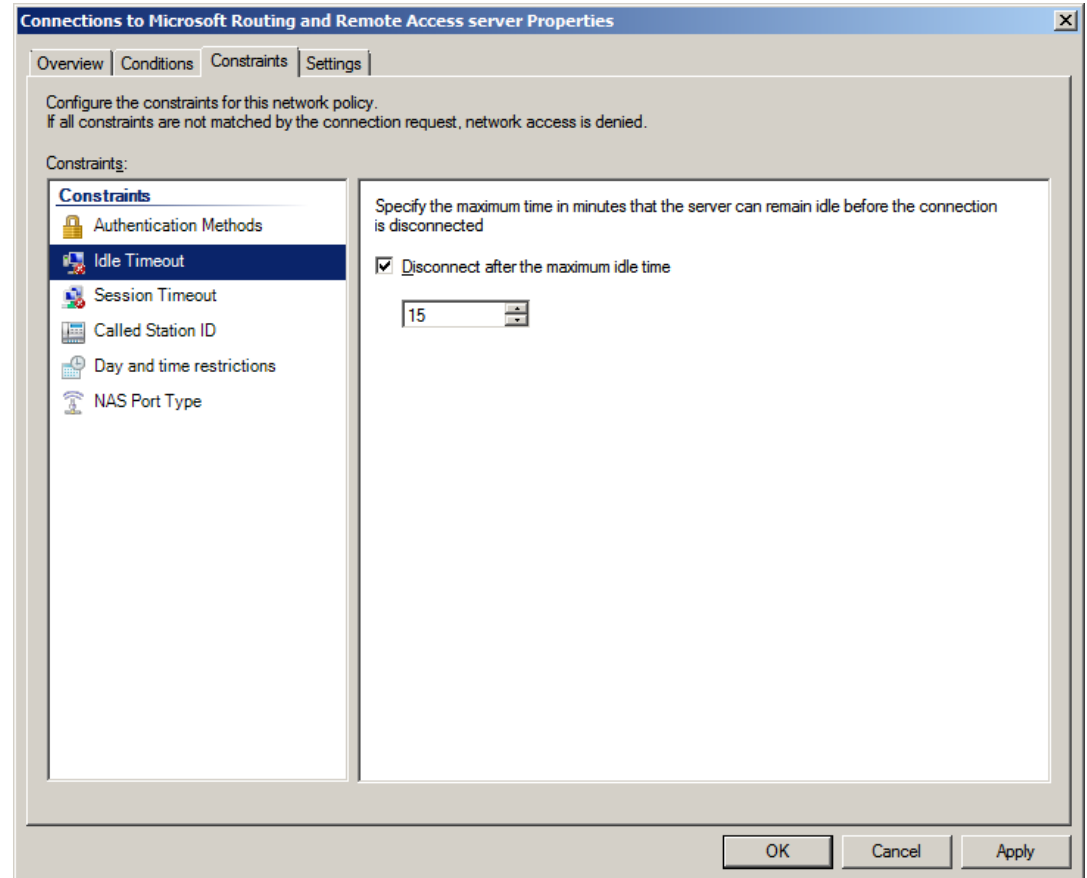 Connections to Microsoft Routing and Remote Access server Properties
Overview
Conditions
Constraints
Settings
Configure the constraints for this network policy.
If all constraints are not matched by the connection request, network access is denied.
Constraints:
Constraints
Authentication Methods
Idle Timeout
Session Timeout
Called Station ID
Day and time restrictions
NAS Port Type
Specify the maximum time in minutes that the server can remain idle before the connection
is disconnected
Disconnect after the maximum idle time
15
OK
Cancel
Apply